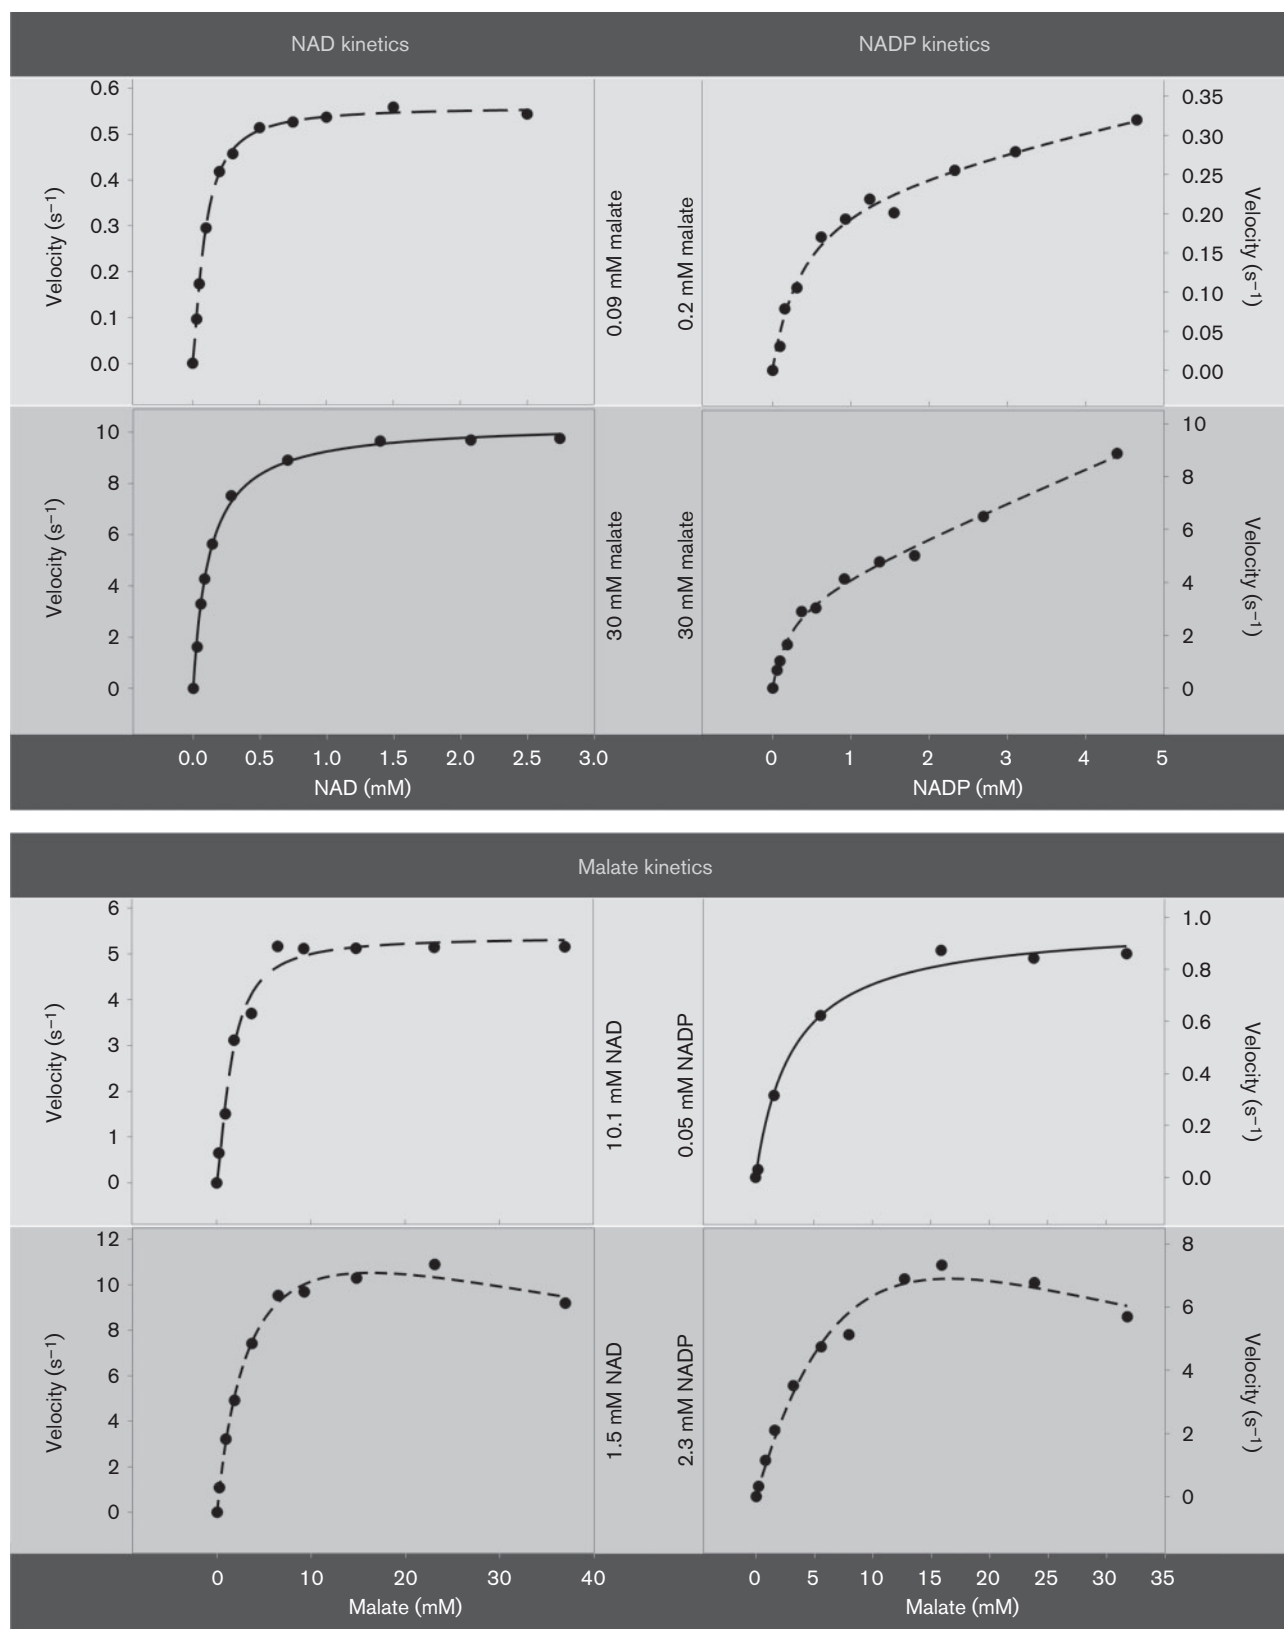 NAD kinetics
NADP kinetics
0.6
0.5
0.4
0.3
0.2
0.1
0.0
Velocity (s−1)
0.09 mM malate
0.2 mM malate
0.35
0.30
0.25
0.20
0.15
0.10
0.05
0.00
Velocity (s−1)
10
8
6
4
2
0
Velocity (s−1)
30 mM malate
30 mM malate
10
8
6
4
2
0
Velocity (s−1)
0.0 0.5 1.0 1.5 2.0 2.5 3.0
NAD (mM)
0 1 2 3 4 5
NADP (mM)
Malate kinetics
6
5
4
3
2
1
0
Velocity (s−1)
10.1 mM NAD
0.05 mM NADP
1.0
0.8
0.6
0.4
0.2
0.0
Velocity (s−1)
12
10
8
6
4
2
0
Velocity (s−1)
1.5 mM NAD
2.3 mM NADP
8
6
4
2
0
Velocity (s−1)
0 10 20 30 40
Malate (mM)
0 5 10 15 20 25 30 35
Malate (mM)